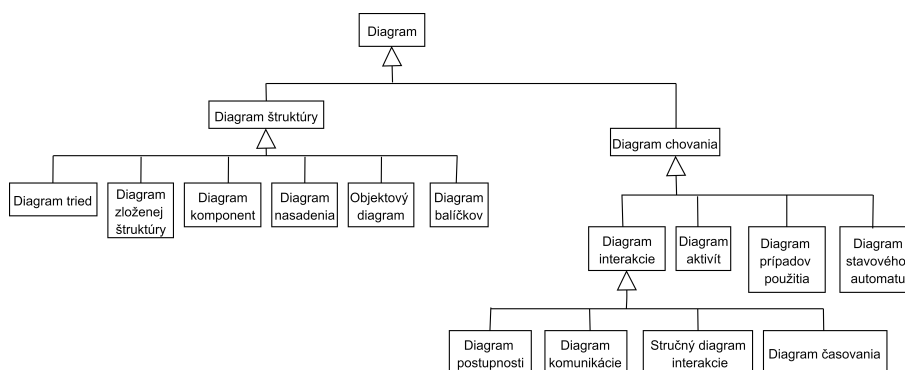 Diagram
Diagram štruktúry
Diagram chovania
Diagram tried
Diagram
zloženej
štruktúry
Diagram
komponent
Diagram
nasadenia
Objektový
diagram
Diagram
balíčkov
Diagram
interakcie
Diagram
aktivít
Diagram
prípadov
použitia
Diagram
stavového
automatu
Diagram
postupnosti
Diagram
komunikácie
Stručný diagram
interakcie
Diagram časovania